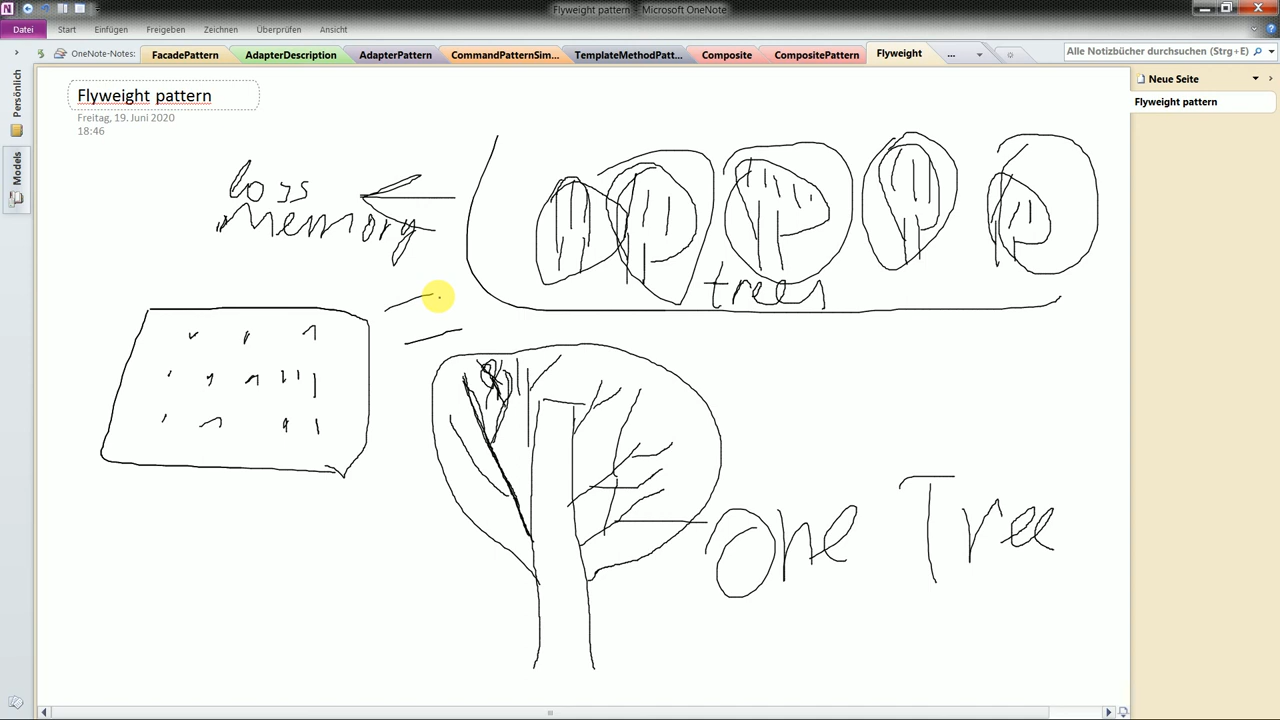 Flyweight pattern - Microsoft OneNote
Datei Start Einfügen Freigeben Zeichnen Überprüfen Ansicht
OneNote-Notes: FacadePattern AdapterDescription AdapterPattern CommandPatternSim... TemplateMethodPatt... Composite CompositePattern Flyweight ... Alle Notizbücher durchsuchen (Strg+E)
Persönlich
Models
Neue Seite
Flyweight pattern
Flyweight pattern
Freitag, 19. Juni 2020
18:46
loss
Memory
trees
One Tree